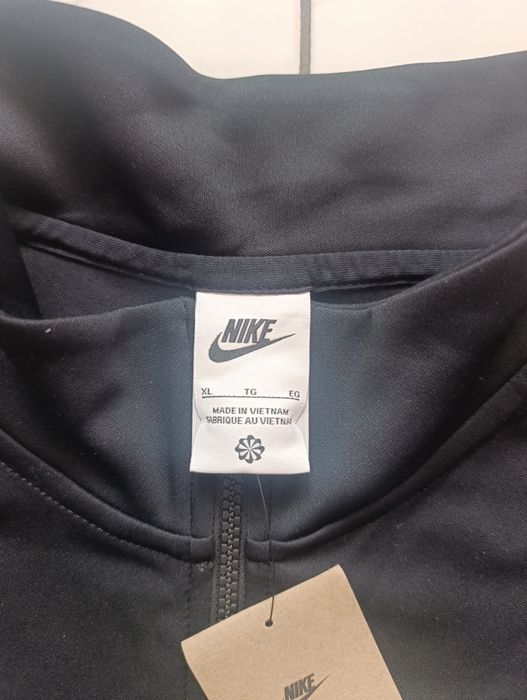 NIKE
XL TG EG
MADE IN VIETNAM
FABRIQUE AU VIETNAM
NIKE